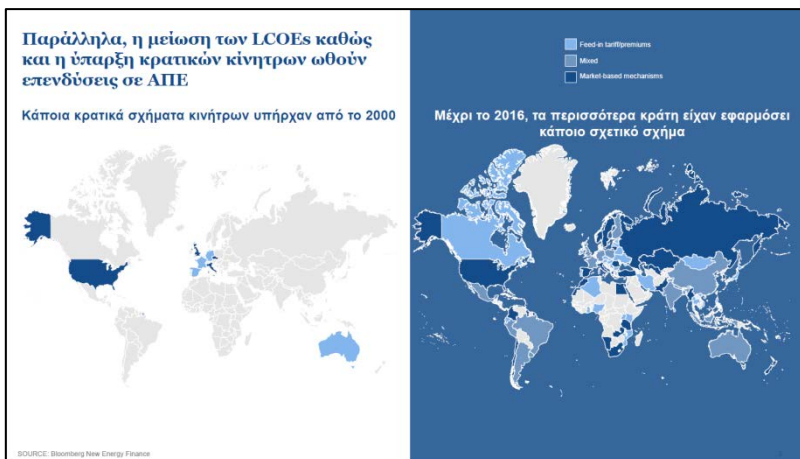 Παράλληλα, η μείωση των LCOEs καθώς
και η ύπαρξη κρατικών κίνητρων ωθούν
επενδύσεις σε ΑΠΕ
Κάποια κρατικά σχήματα κινήτρων υπήρχαν από το 2000
Feed-in tariff/premiums
Mixed
Market-based mechanisms
Μέχρι το 2016, τα περισσότερα κράτη είχαν εφαρμόσει
κάποιο σχετικό σχήμα
SOURCE: Bloomberg New Energy Finance